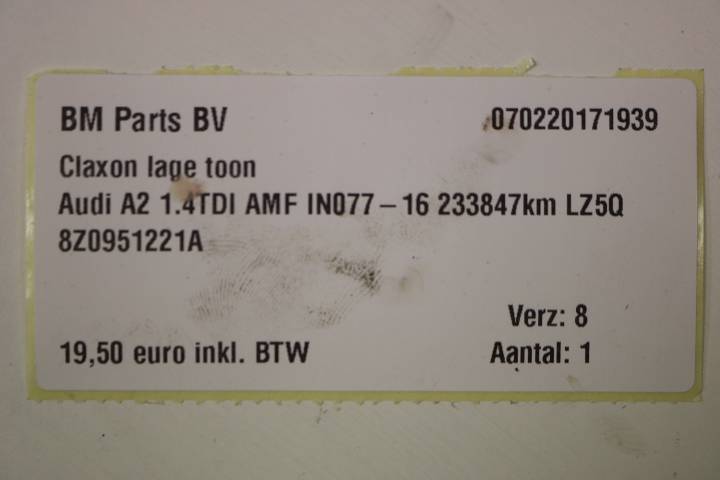 BM Parts BV 070220171939
Claxon lage toon
Audi A2 1.4TDI AMF IN077-16 233847km LZ5Q
8Z0951221A
Verz: 8
19,50 euro inkl. BTW Aantal: 1